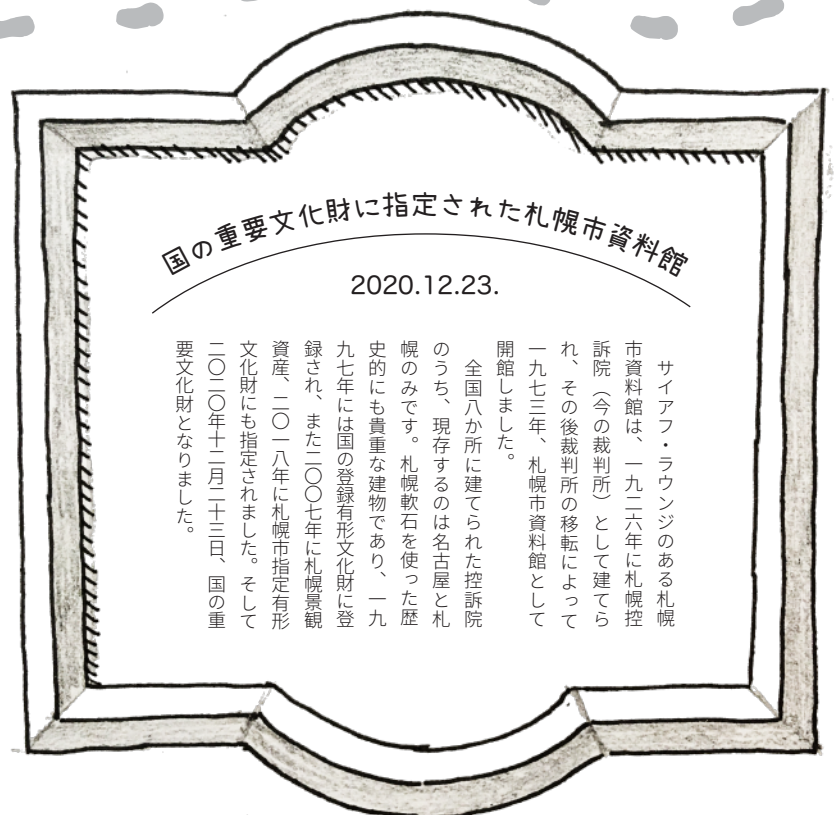 国の重要文化財に指定された札幌市資料館
2020.12.23.
サイアフ・ラウンジのある札幌
市資料館は、一九二六年に札幌控
訴院（今の裁判所）として建てら
れ、その後裁判所の移転によって
一九七三年、札幌市資料館として
開館しました。
全国八か所に建てられた控訴院
のうち、現存するのは名古屋と札
幌のみです。札幌軟石を使った歴
史的にも貴重な建物であり、一九
九七年には国の登録有形文化財に登
録され、また二〇〇七年に札幌景観
資産、二〇一八年に札幌市指定有形
文化財にも指定されました。そして
二〇二〇年十二月二十三日、国の重
要文化財となりました。